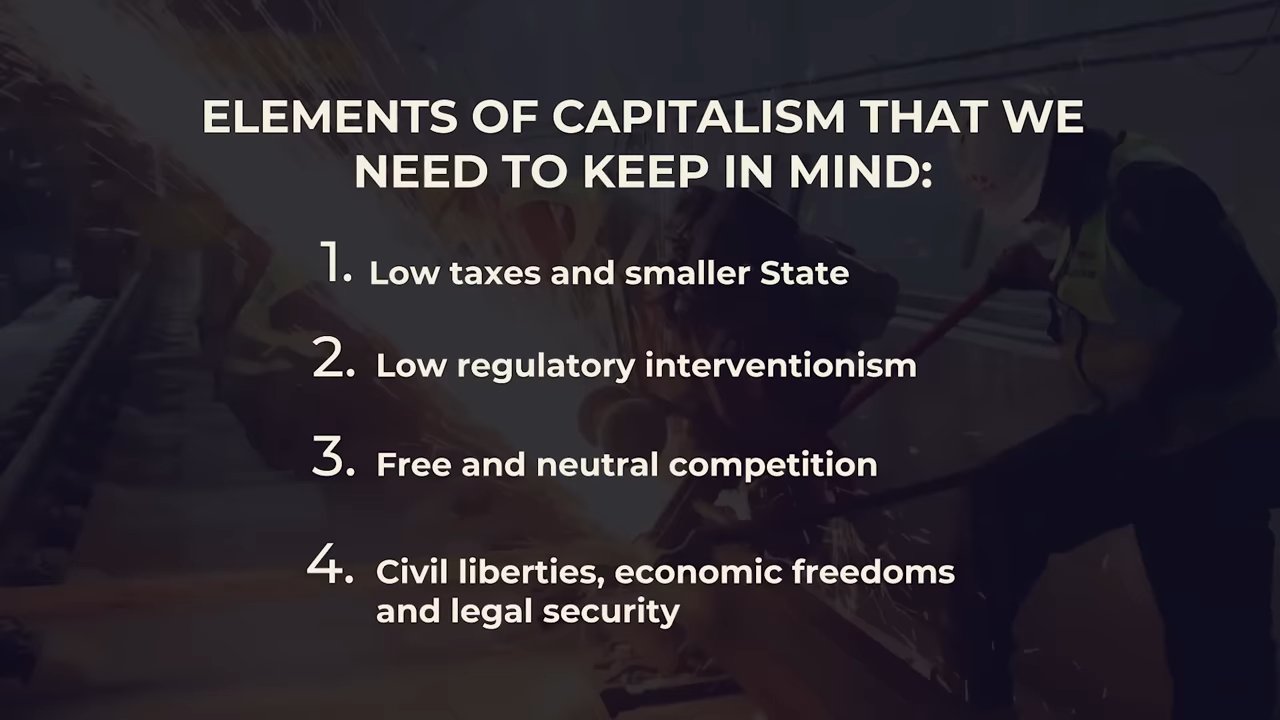 ELEMENTS OF CAPITALISM THAT WE
NEED TO KEEP IN MIND:
1. Low taxes and smaller State
2. Low regulatory interventionism
3. Free and neutral competition
4. Civil liberties, economic freedoms
and legal security